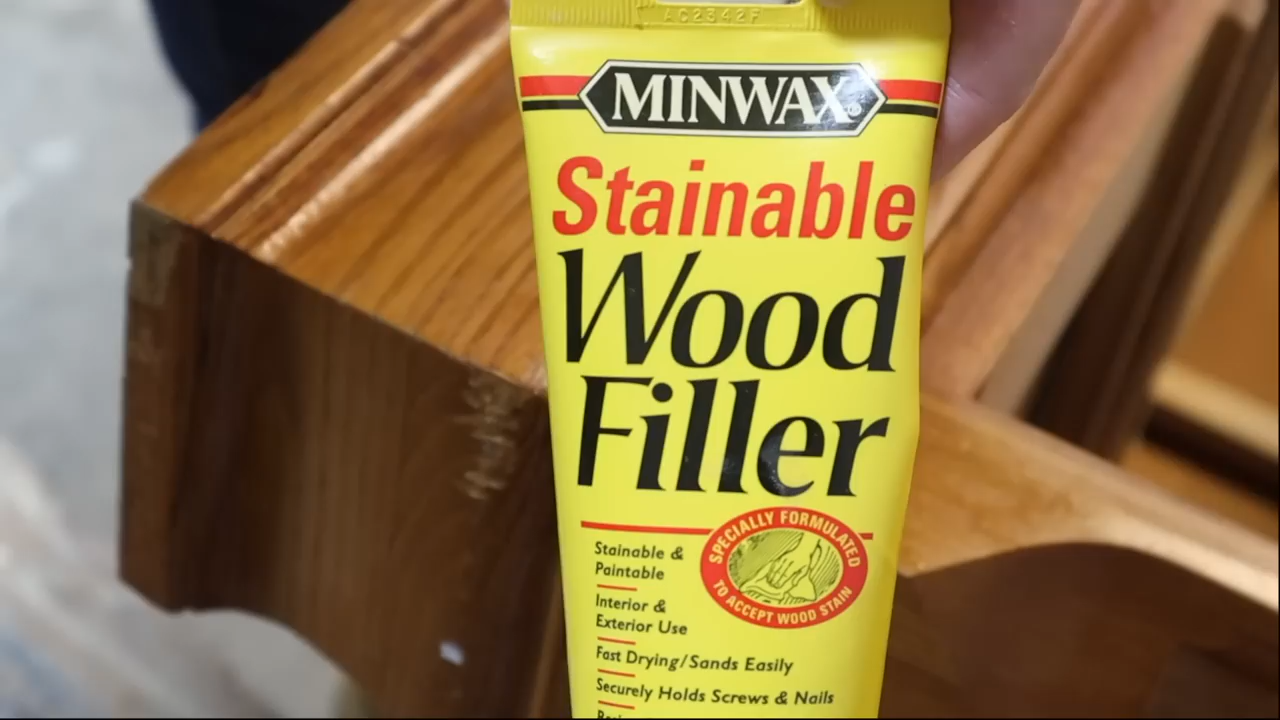 AC2342F
MINWAX®
Stainable
Wood
Filler
SPECIALLY FORMULATED
TO ACCEPT WOOD STAIN
Stainable &
Paintable
Interior &
Exterior Use
Fast Drying/Sands Easily
Securely Holds Screws & Nails